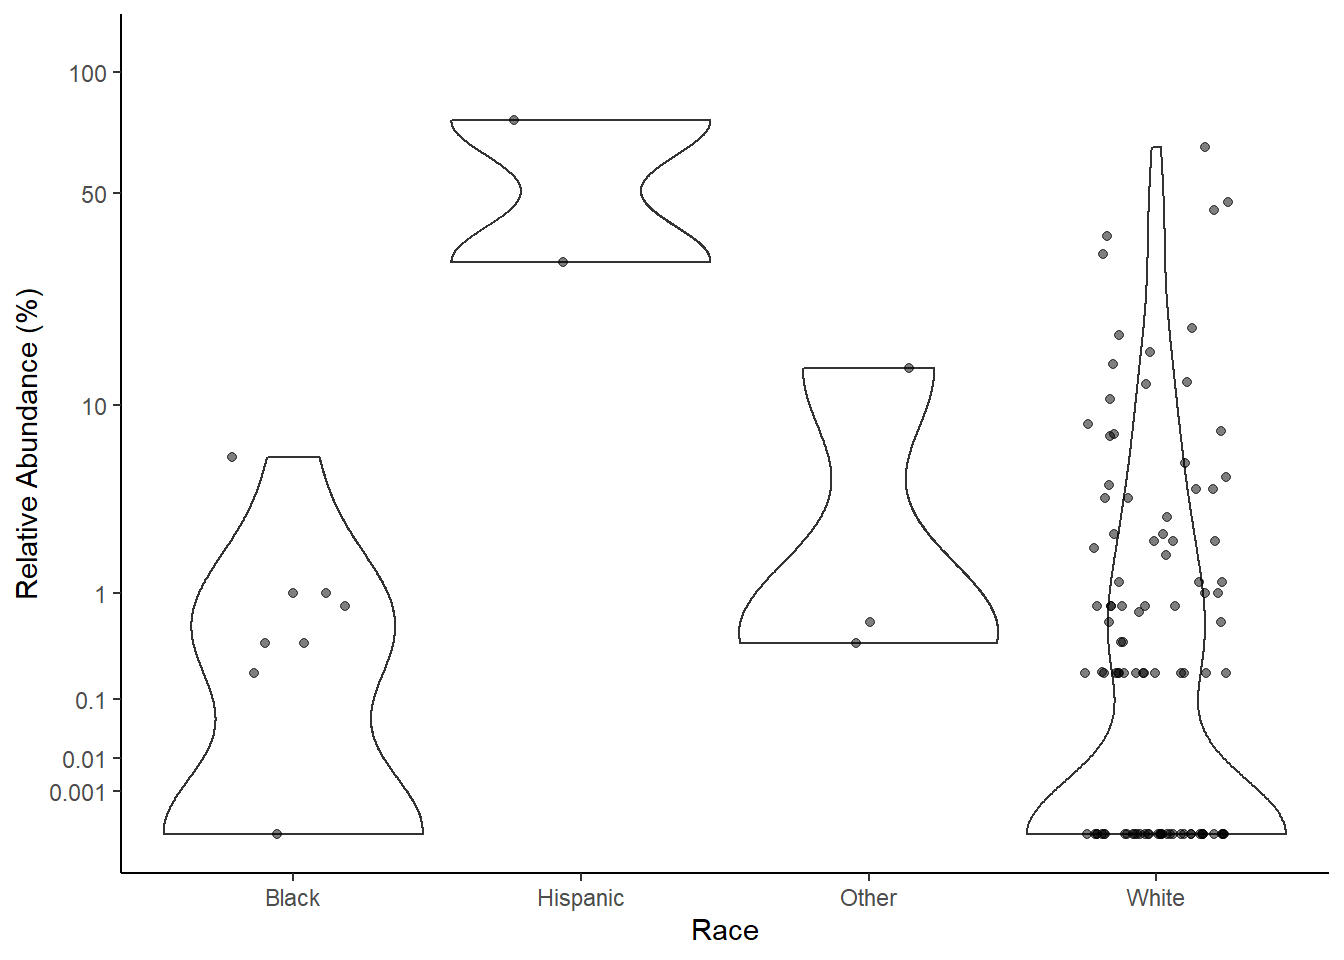 Relative Abundance (%)
100
50
10
1
0.1
0.01
0.001
Black
Hispanic
Other
White
Race